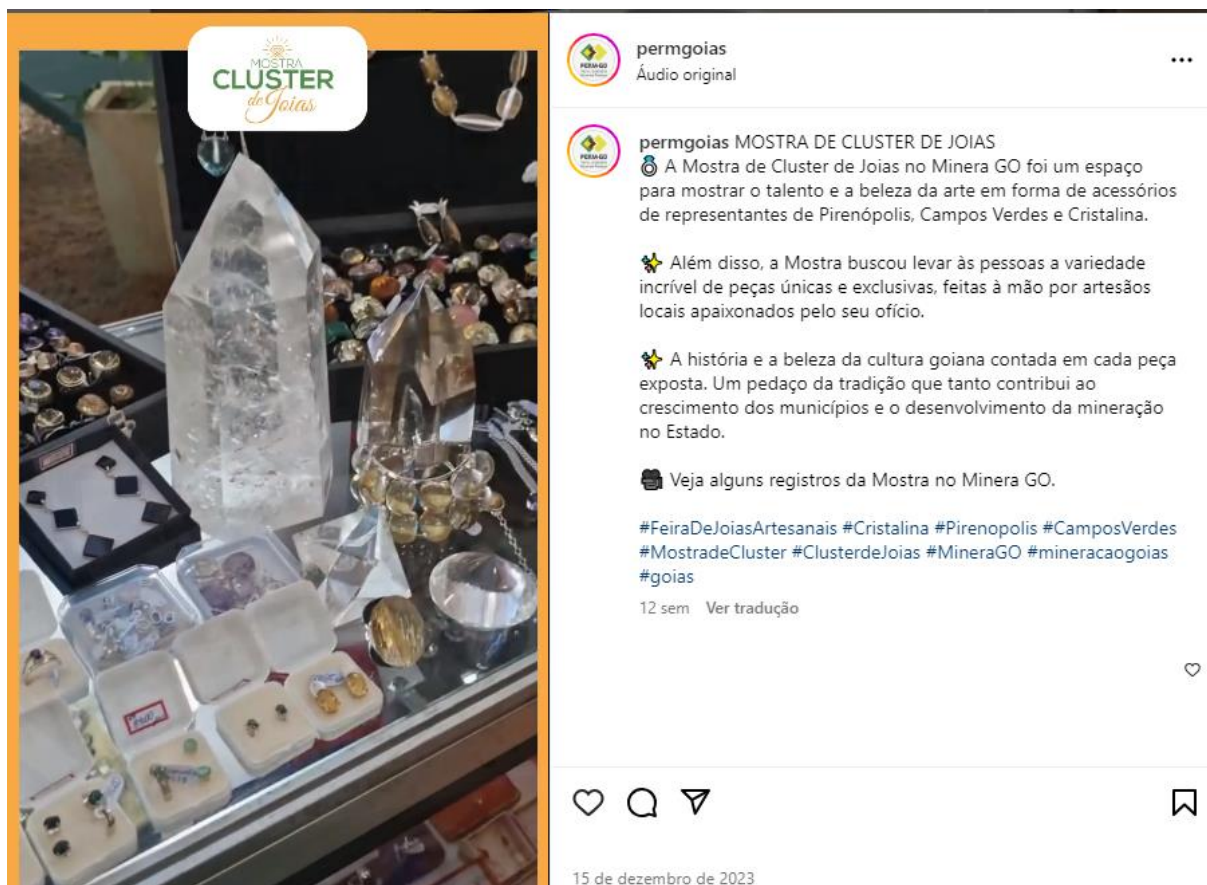 MOSTRA
CLUSTER
de Joias
permgoias
Áudio original
permgoias MOSTRA DE CLUSTER DE JOIAS
A Mostra de Cluster de Joias no Minera GO foi um espaço
para mostrar o talento e a beleza da arte em forma de acessórios
de representantes de Pirenópolis, Campos Verdes e Cristalina.
Além disso, a Mostra buscou levar às pessoas a variedade
incrível de peças únicas e exclusivas, feitas à mão por artesãos
locais apaixonados pelo seu ofício.
A história e a beleza da cultura goiana contada em cada peça
exposta. Um pedaço da tradição que tanto contribui ao
crescimento dos municípios e o desenvolvimento da mineração
no Estado.
Veja alguns registros da Mostra no Minera GO.
#FeiraDeJoiasArtesanais #Cristalina #Pirenopolis #CamposVerdes
#MostradeCluster #ClusterdeJoias #MineraGO #mineracaogoias
#goias
12 sem Ver tradução
15 de dezembro de 2023